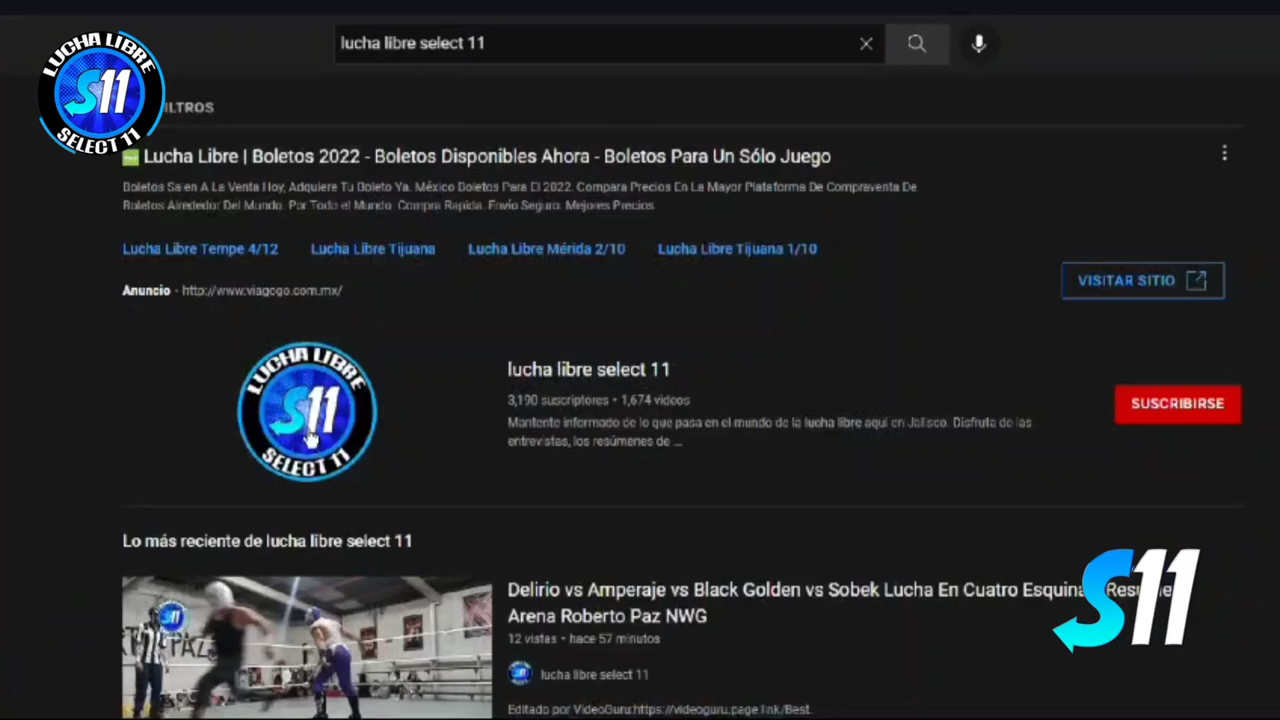 lucha libre select 11
LUCHA LIBRE
S11
SELECT 11
ILTROS
Lucha Libre | Boletos 2022 - Boletos Disponibles Ahora - Boletos Para Un Sólo Juego
Boletos Sa en A La Venta Hoy, Adquiere Tu Boleto Ya. México Boletos Para El 2022. Compara Precios En La Mayor Plataforma De Compraventa De
Boletos Alrededor Del Mundo. Por Todo el Mundo. Compra Rapida. Envío Seguro. Mejores Precios
Lucha Libre Tempe 4/12
Lucha Libre Tijuana
Lucha Libre Mérida 2/10
Lucha Libre Tijuana 1/10
VISITAR SITIO
Anuncio - http://www.viagogo.com.mx/
LUCHA LIBRE
S11
SELECT 11
lucha libre select 11
3,190 suscriptores • 1,674 videos
Mantente informado de lo que pasa en el mundo de la lucha libre aquí en Jalisco. Disfruta de las
entrevistas, los resúmenes de ...
SUSCRIBIRSE
Lo más reciente de lucha libre select 11
Delirio vs Amperaje vs Black Golden vs Sobek Lucha En Cuatro Esquina Resume
Arena Roberto Paz NWG
12 vistas • hace 57 minutos
S11
lucha libre select 11
Editado por VideoGuru:https://videoguru.page.link/Best.
S11
PAZ
S11